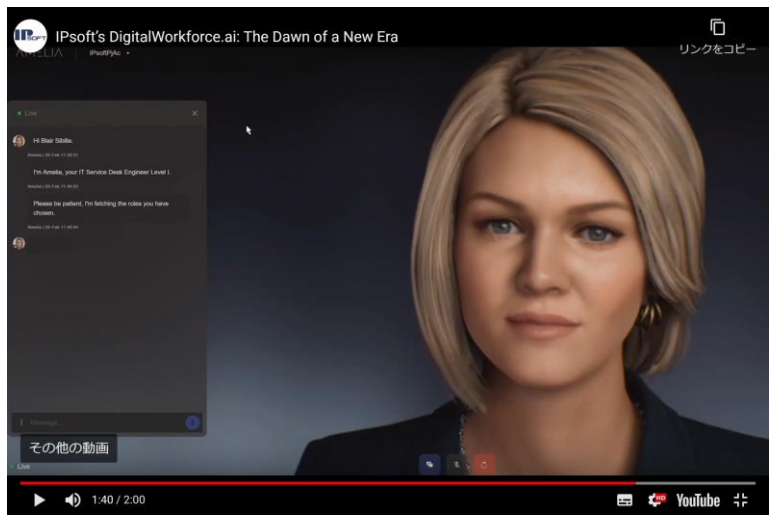 IPSOFT
IPsoft's DigitalWorkforce.ai: The Dawn of a New Era
リンクをコピー
AMELIA
IPsoftPjAc
Live
Hi Blair Sibille.
I'm Amelia, your IT Service Desk Engineer Level I.
Please be patient, I'm fetching the roles you have
chosen.
Message...
その他の動画
Live
1:40 / 2:00
HD
YouTube